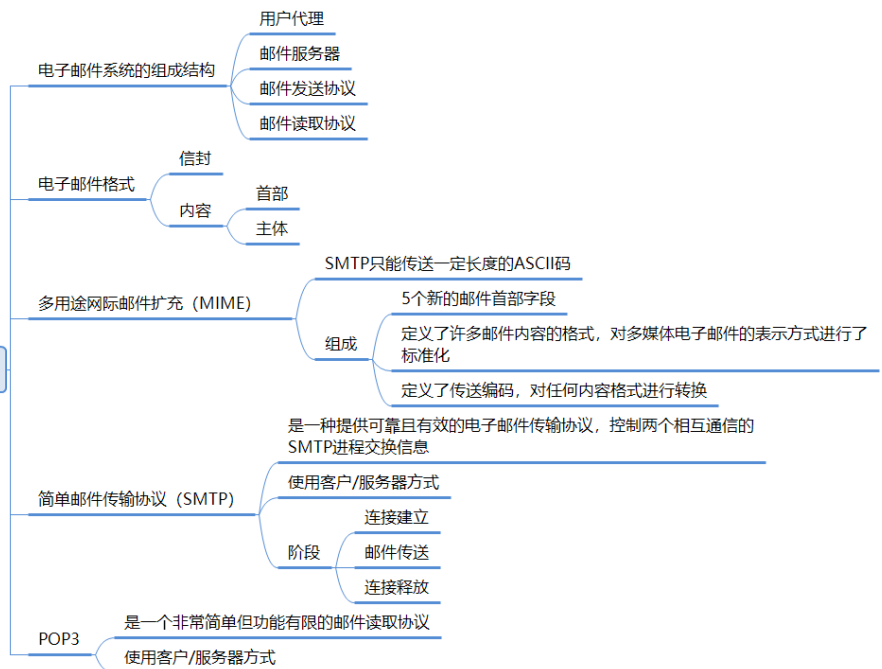 用户代理
邮件服务器
电子邮件系统的组成结构
邮件发送协议
邮件读取协议
信封
电子邮件格式
首部
内容
主体
SMTP只能传送一定长度的ASCII码
5个新的邮件首部字段
多用途网际邮件扩充（MIME）
定义了许多邮件内容的格式，对多媒体电子邮件的表示方式进行了
标准化
组成
定义了传送编码，对任何内容格式进行转换
是一种提供可靠且有效的电子邮件传输协议，控制两个相互通信的
SMTP进程交换信息
使用客户/服务器方式
简单邮件传输协议（SMTP）
连接建立
阶段
邮件传送
连接释放
是一个非常简单但功能有限的邮件读取协议
POP3
使用客户/服务器方式